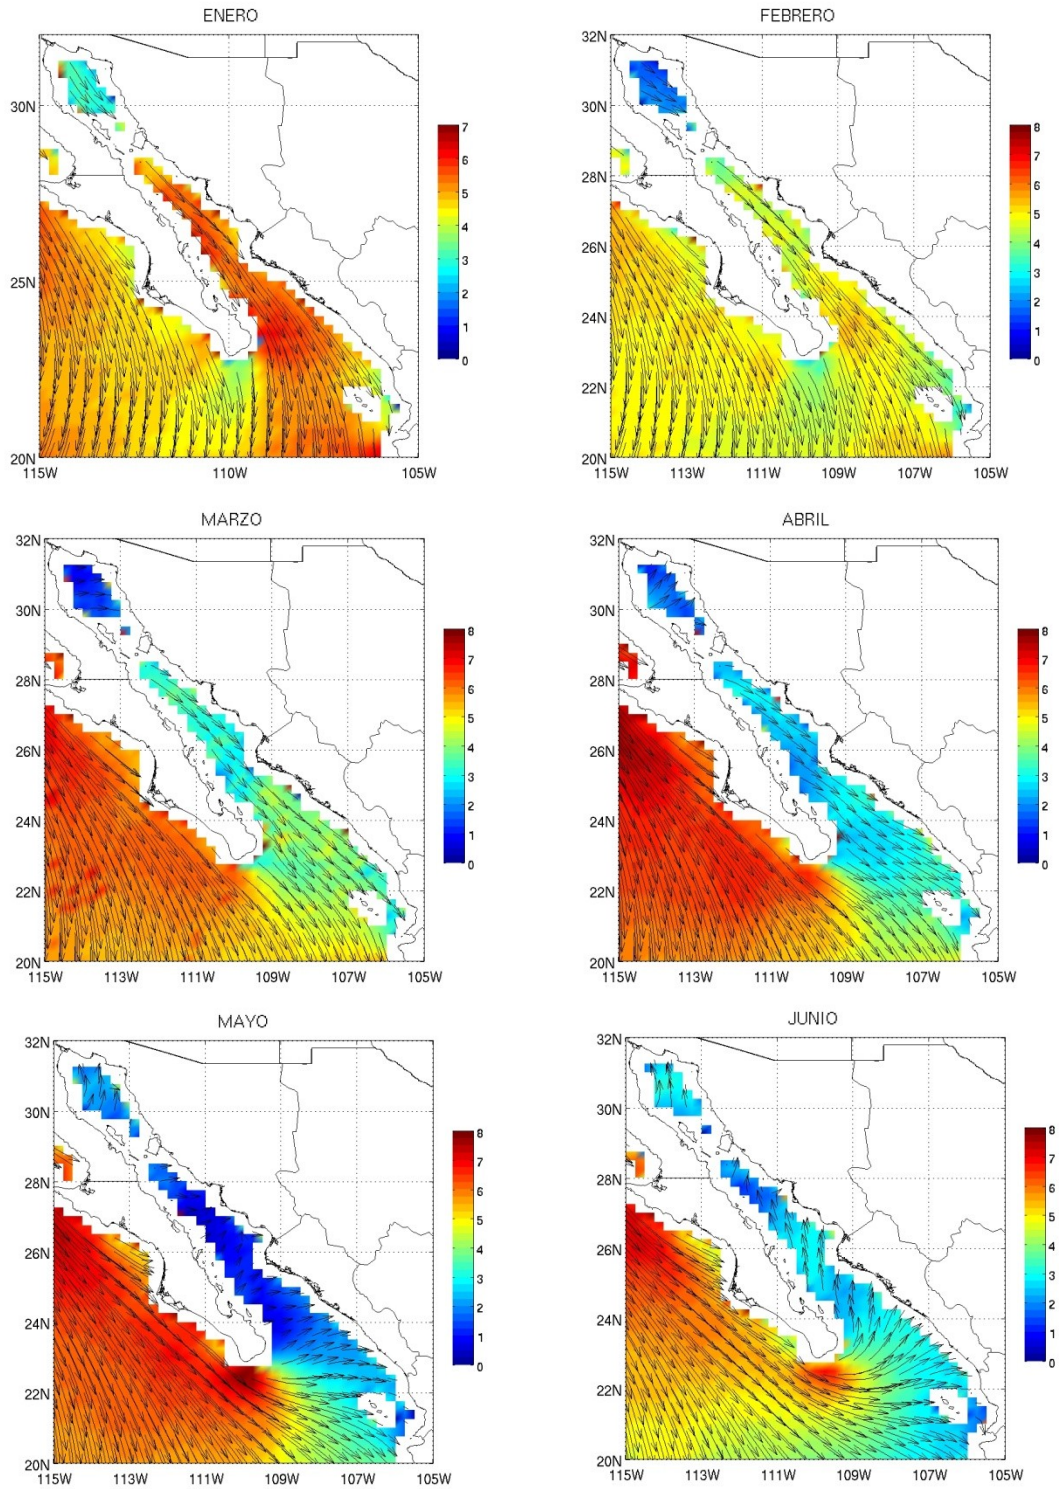 ENERO
FEBRERO
30N
25N
20N
115W 110W 105W
7
6
5
4
3
2
1
0
32N
30N
28N
26N
24N
22N
20N
115W 113W 111W 109W 107W 105W
8
7
6
5
4
3
2
1
0
MARZO
ABRIL
32N
30N
28N
26N
24N
22N
20N
115W 113W 111W 109W 107W 105W
8
7
6
5
4
3
2
1
0
32N
30N
28N
26N
24N
22N
20N
115W 113W 111W 109W 107W 105W
8
7
6
5
4
3
2
1
0
MAYO
JUNIO
32N
30N
28N
26N
24N
22N
20N
115W 113W 111W 109W 107W 105W
8
7
6
5
4
3
2
1
0
32N
30N
28N
26N
24N
22N
20N
115W 113W 111W 109W 107W 105W
8
7
6
5
4
3
2
1
0